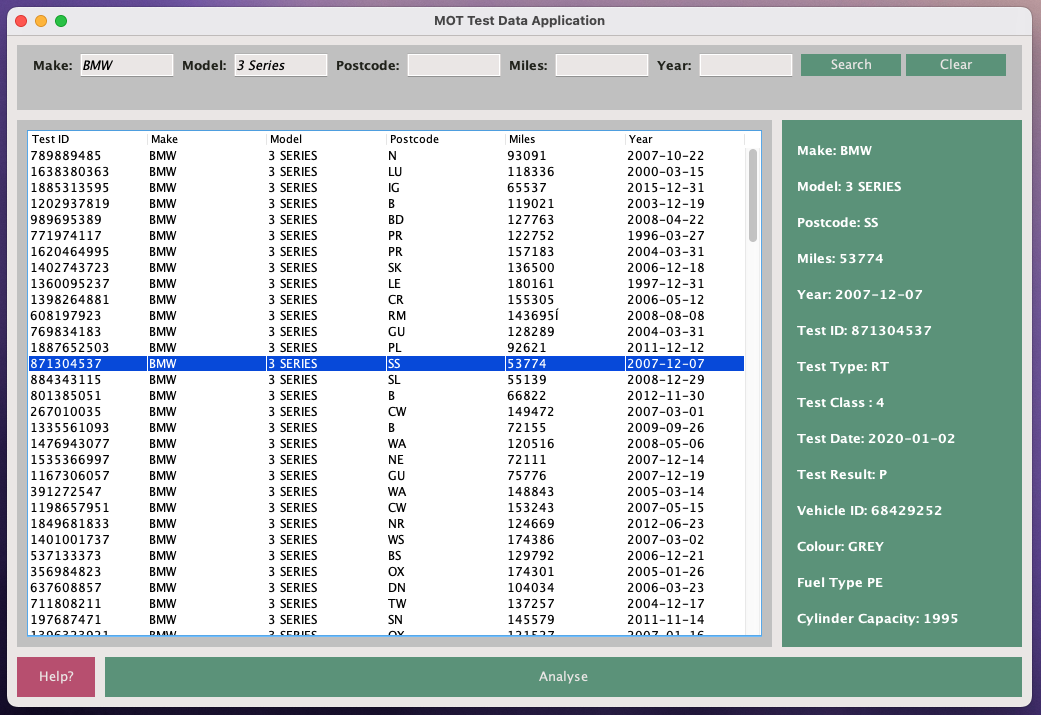 MOT Test Data Application
Make: BMW Model: 3 Series Postcode: Miles: Year: Search Clear
Test ID Make Model Postcode Miles Year
789889485 BMW 3 SERIES N 93091 2007-10-22
1638380363 BMW 3 SERIES LU 118336 2000-03-15
1885313595 BMW 3 SERIES IG 65537 2015-12-31
1202937819 BMW 3 SERIES B 119021 2003-12-19
989695389 BMW 3 SERIES BD 127763 2008-04-22
771974117 BMW 3 SERIES PR 122752 1996-03-27
1620464995 BMW 3 SERIES PR 157183 2004-03-31
1402743723 BMW 3 SERIES SK 136500 2006-12-18
1360095237 BMW 3 SERIES LE 180161 1997-12-31
1398264881 BMW 3 SERIES CR 155305 2006-05-12
608197923 BMW 3 SERIES RM 143695Í 2008-08-08
769834183 BMW 3 SERIES GU 128289 2004-03-31
1887652503 BMW 3 SERIES PL 92621 2011-12-12
871304537 BMW 3 SERIES SS 53774 2007-12-07
884343115 BMW 3 SERIES SL 55139 2008-12-29
801385051 BMW 3 SERIES B 66822 2012-11-30
267010035 BMW 3 SERIES CW 149472 2007-03-01
1335561093 BMW 3 SERIES B 72155 2009-09-26
1476943077 BMW 3 SERIES WA 120516 2008-05-06
1535366997 BMW 3 SERIES NE 72111 2007-12-14
1167306057 BMW 3 SERIES GU 75776 2007-12-19
391272547 BMW 3 SERIES WA 148843 2005-03-14
1198657951 BMW 3 SERIES CW 153243 2007-05-15
1849681833 BMW 3 SERIES NR 124669 2012-06-23
1401001737 BMW 3 SERIES WS 174386 2007-03-02
537133373 BMW 3 SERIES BS 129792 2006-12-21
356984823 BMW 3 SERIES OX 174301 2005-01-26
637608857 BMW 3 SERIES DN 104034 2006-03-23
711808211 BMW 3 SERIES TW 137257 2004-12-17
197687471 BMW 3 SERIES SN 145579 2011-11-14
BMW 3 SERIES
Make: BMW
Model: 3 SERIES
Postcode: SS
Miles: 53774
Year: 2007-12-07
Test ID: 871304537
Test Type: RT
Test Class : 4
Test Date: 2020-01-02
Test Result: P
Vehicle ID: 68429252
Colour: GREY
Fuel Type PE
Cylinder Capacity: 1995
Help? Analyse